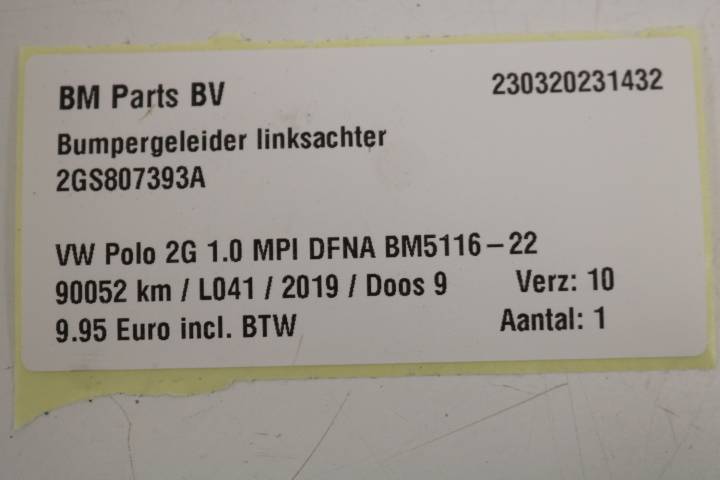 BM Parts BV 230320231432
Bumpergeleider linksachter
2GS807393A
VW Polo 2G 1.0 MPI DFNA BM5116-22
90052 km / L041 / 2019 / Doos 9 Verz: 10
9.95 Euro incl. BTW Aantal: 1